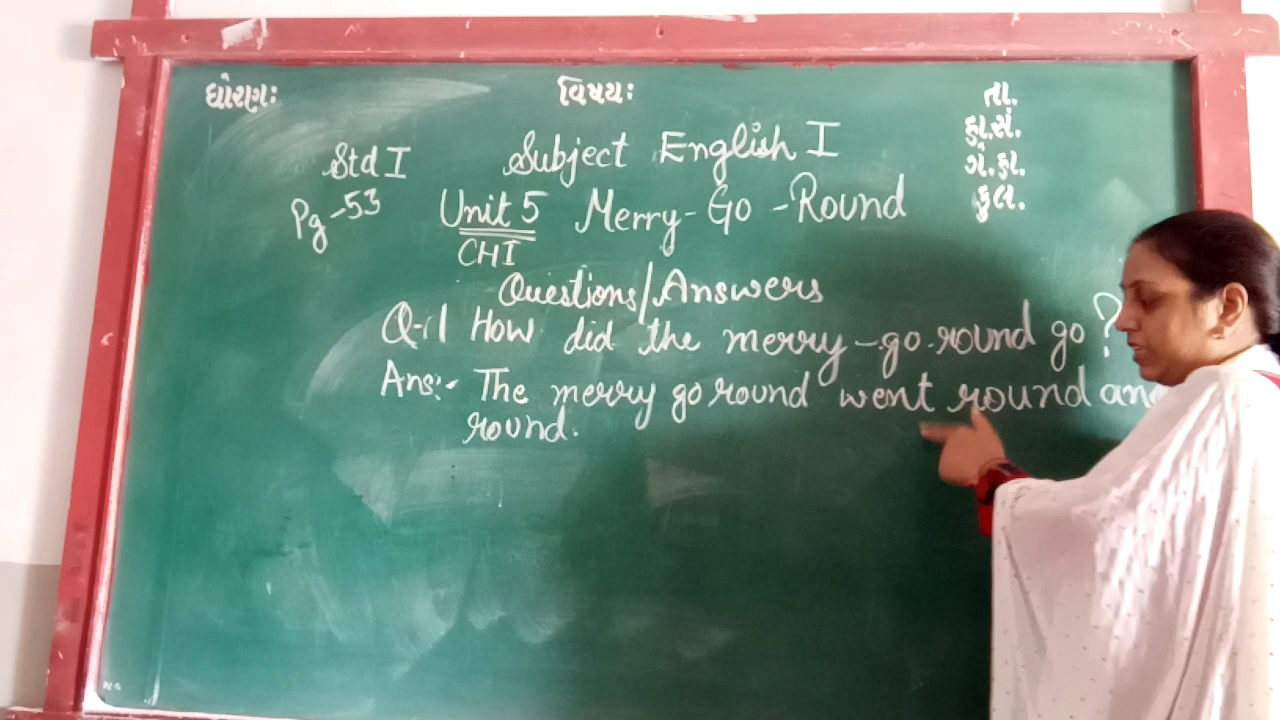 ધોરણ: વિષય: તા.
ક્રા.સં.
ગે.હા.
કુલ.
Std I Subject English I
Pg-53 Unit 5 Merry-Go-Round
CHI
Questions/Answers
Q-1 How did the merry-go-round go?
Ans:- The merry go round went round an
round.